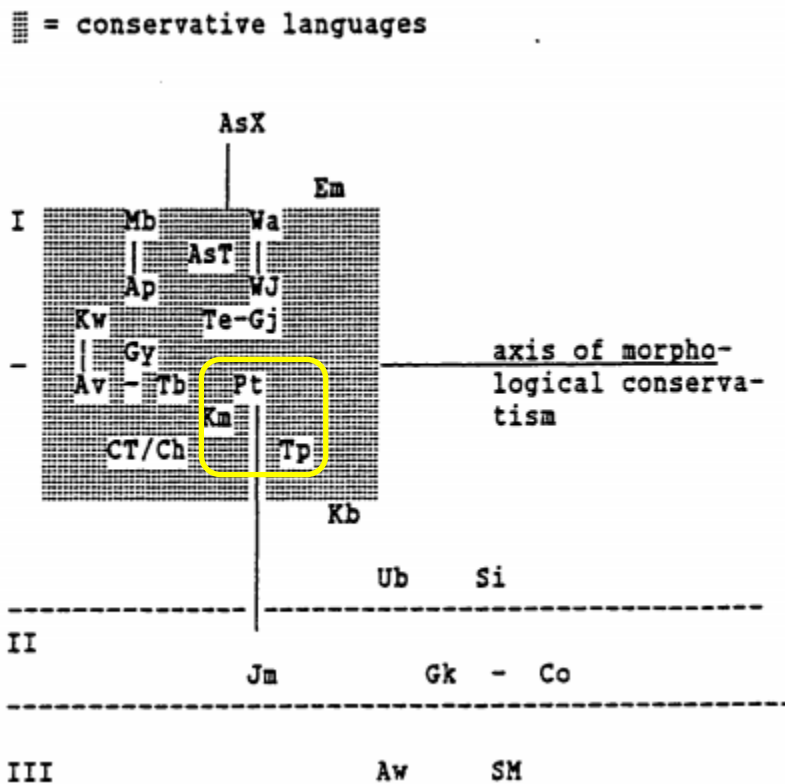 ▒ = conservative languages
AsX
Em
I Mb Wa
AsT
Ap WJ
Kw Te-Gj
Gy axis of morpho-
- Av - Tb Pt logical conserva-
Km tism
CT/Ch Tp
Kb
Ub Si
II
Jm Gk - Co
III Aw SM